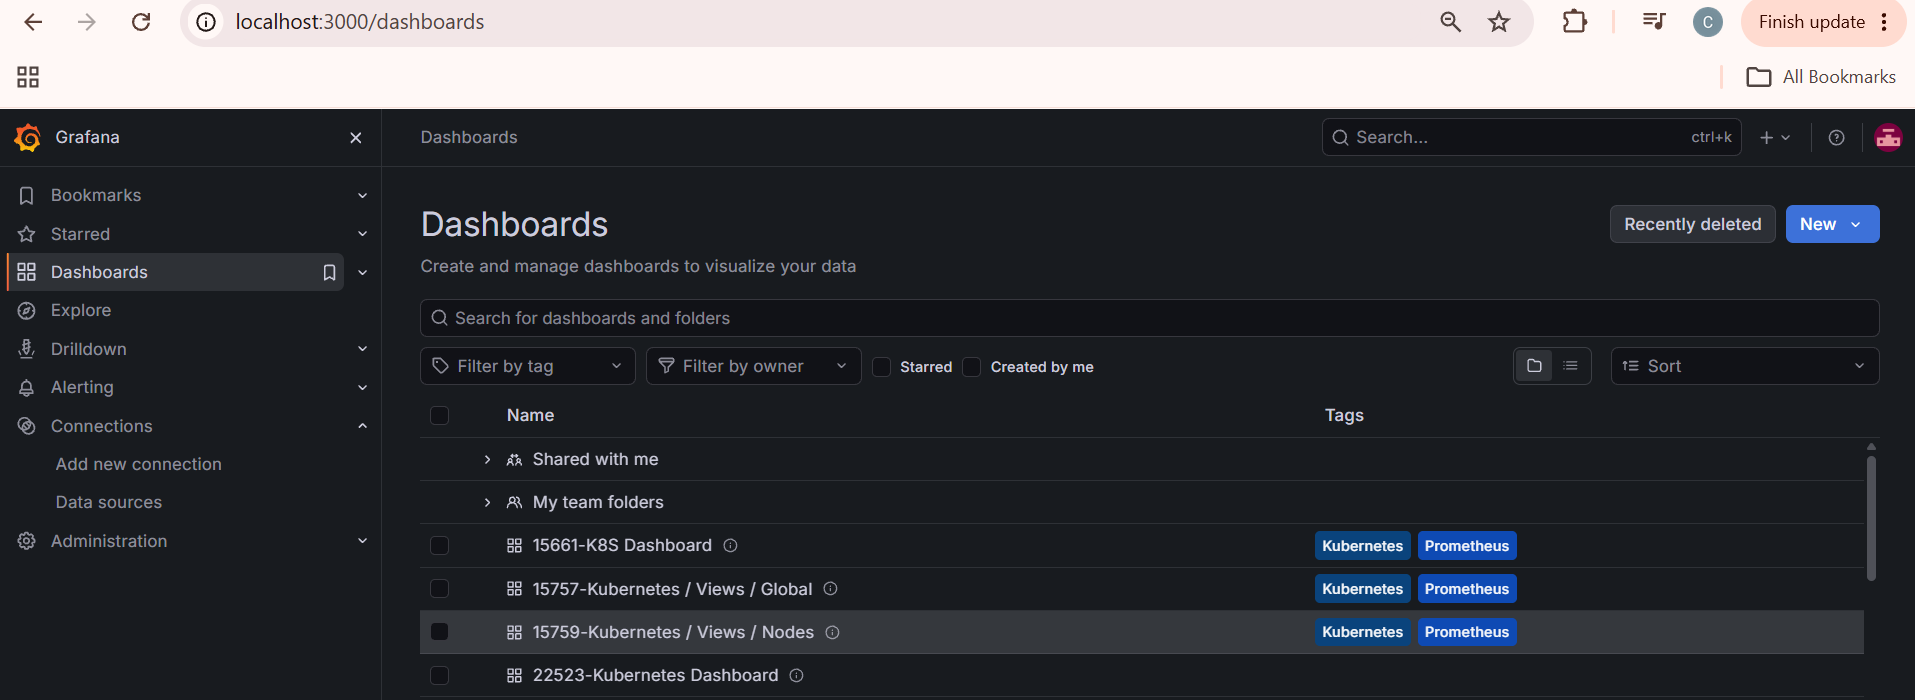 localhost:3000/dashboards
C
Finish update
All Bookmarks
Grafana
Dashboards
Search...
ctrl+k
Bookmarks
Starred
Dashboards
Explore
Drilldown
Alerting
Connections
Add new connection
Data sources
Administration
Dashboards
Recently deleted
New
Create and manage dashboards to visualize your data
Search for dashboards and folders
Filter by tag
Filter by owner
Starred
Created by me
Sort
Name
Tags
Shared with me
My team folders
15661-K8S Dashboard
Kubernetes
Prometheus
15757-Kubernetes / Views / Global
Kubernetes
Prometheus
15759-Kubernetes / Views / Nodes
Kubernetes
Prometheus
22523-Kubernetes Dashboard